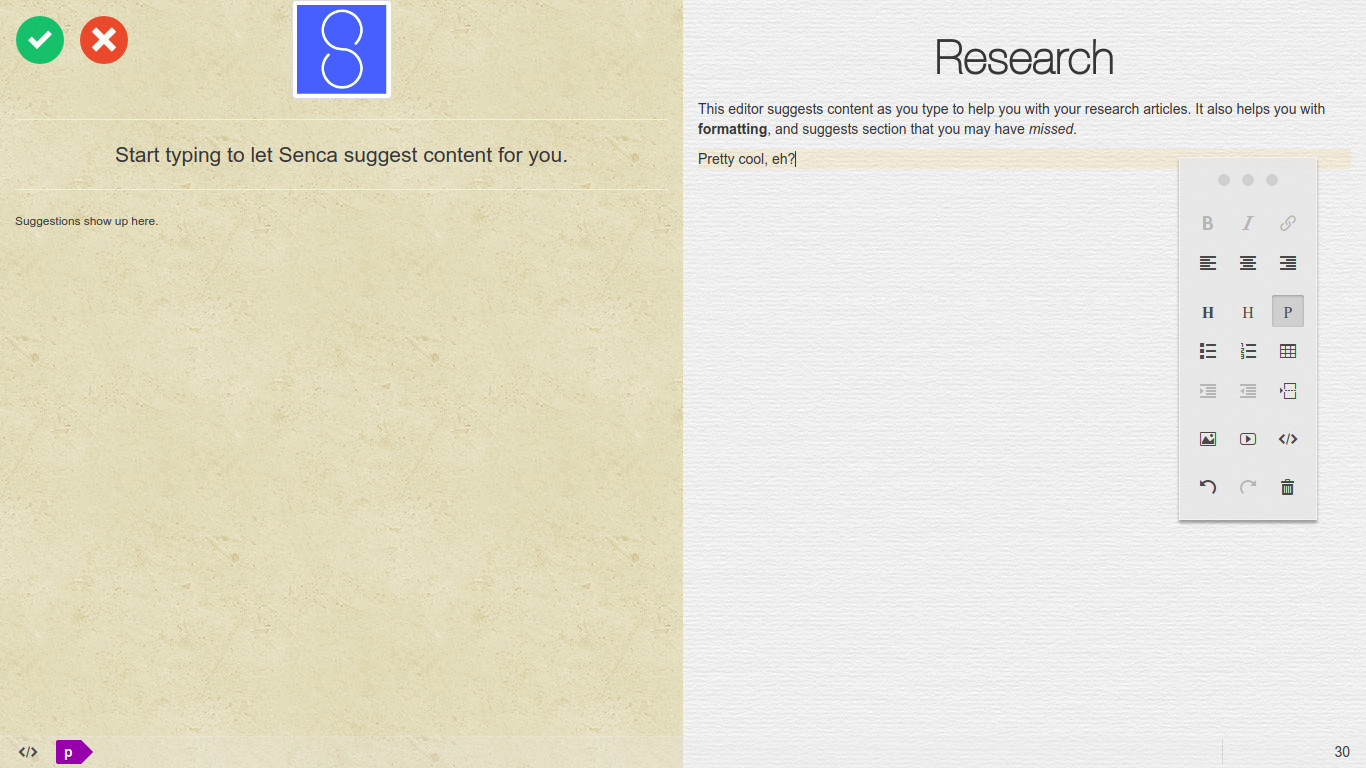 Start typing to let Senca suggest content for you.
Suggestions show up here.
p
Research
This editor suggests content as you type to help you with your research articles. It also helps you with
formatting, and suggests section that you may have missed.
Pretty cool, eh?
B I
H H P
</>
</>
30